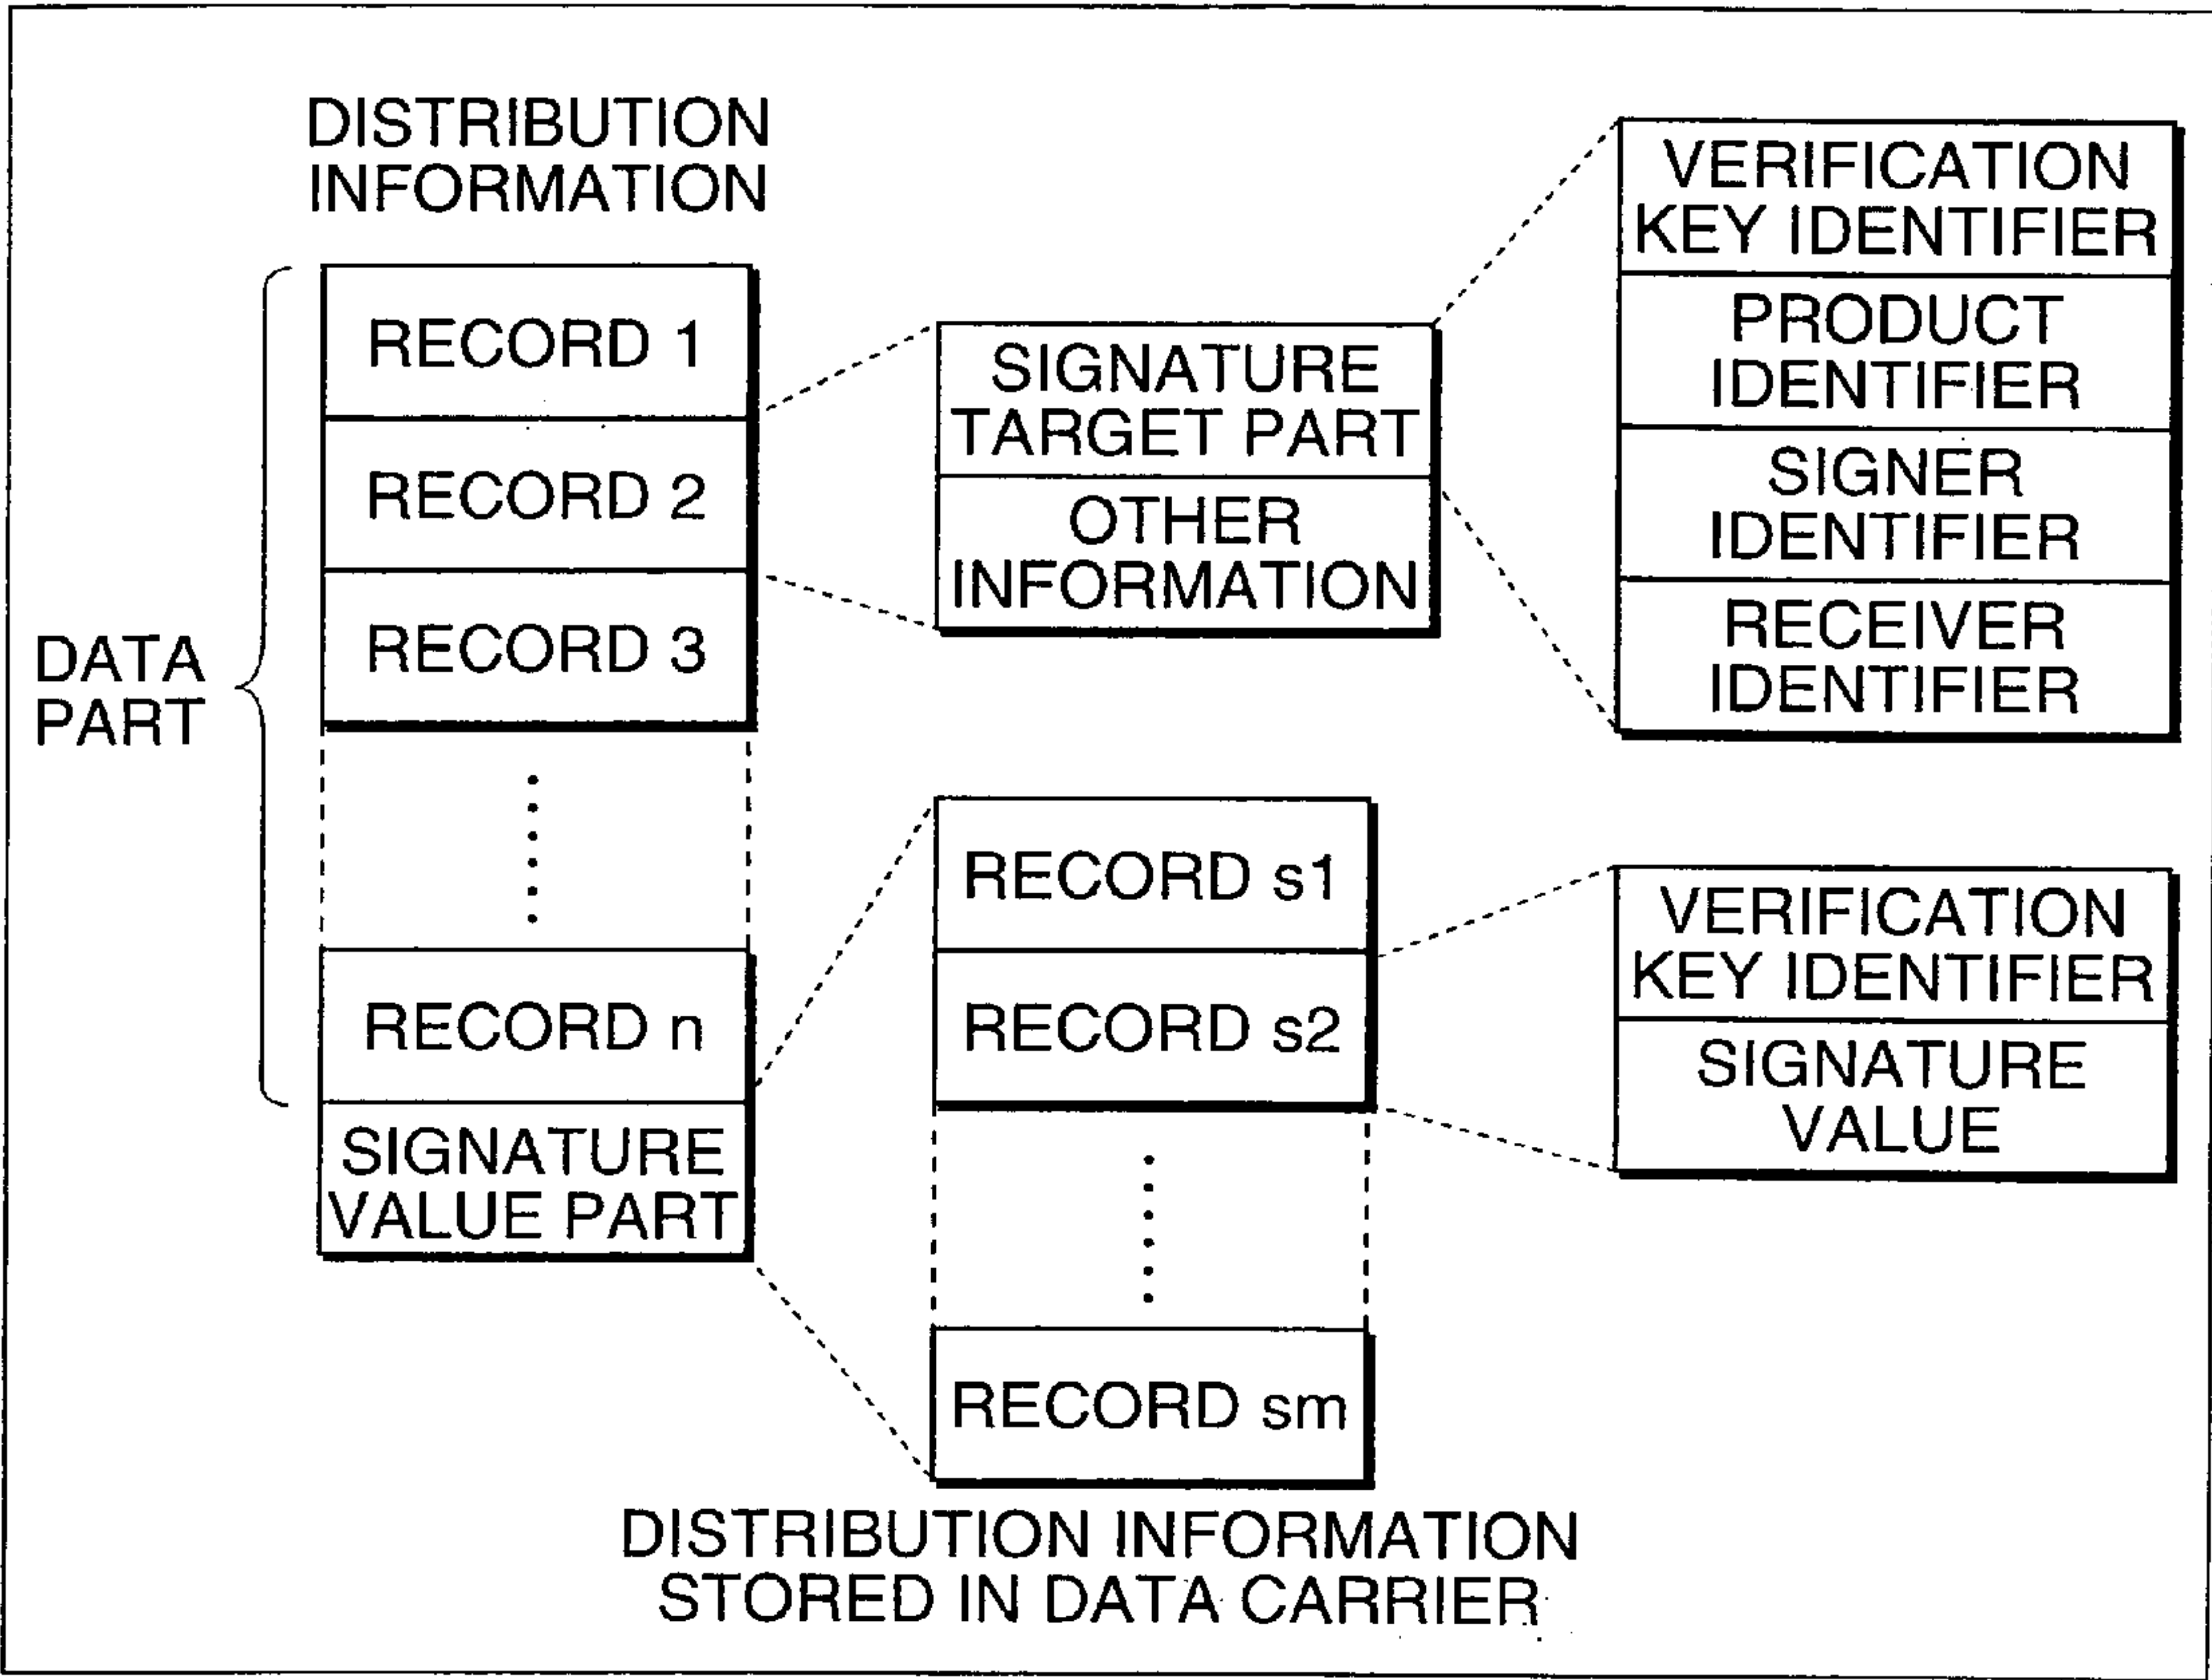 DISTRIBUTION
INFORMATION
DATA
PART
RECORD 1
RECORD 2
RECORD 3
RECORD n
SIGNATURE
VALUE PART
SIGNATURE
TARGET PART
OTHER
INFORMATION
VERIFICATION
KEY IDENTIFIER
PRODUCT
IDENTIFIER
SIGNER
IDENTIFIER
RECEIVER
IDENTIFIER
RECORD s1
RECORD s2
RECORD sm
VERIFICATION
KEY IDENTIFIER
SIGNATURE
VALUE
DISTRIBUTION INFORMATION
STORED IN DATA CARRIER